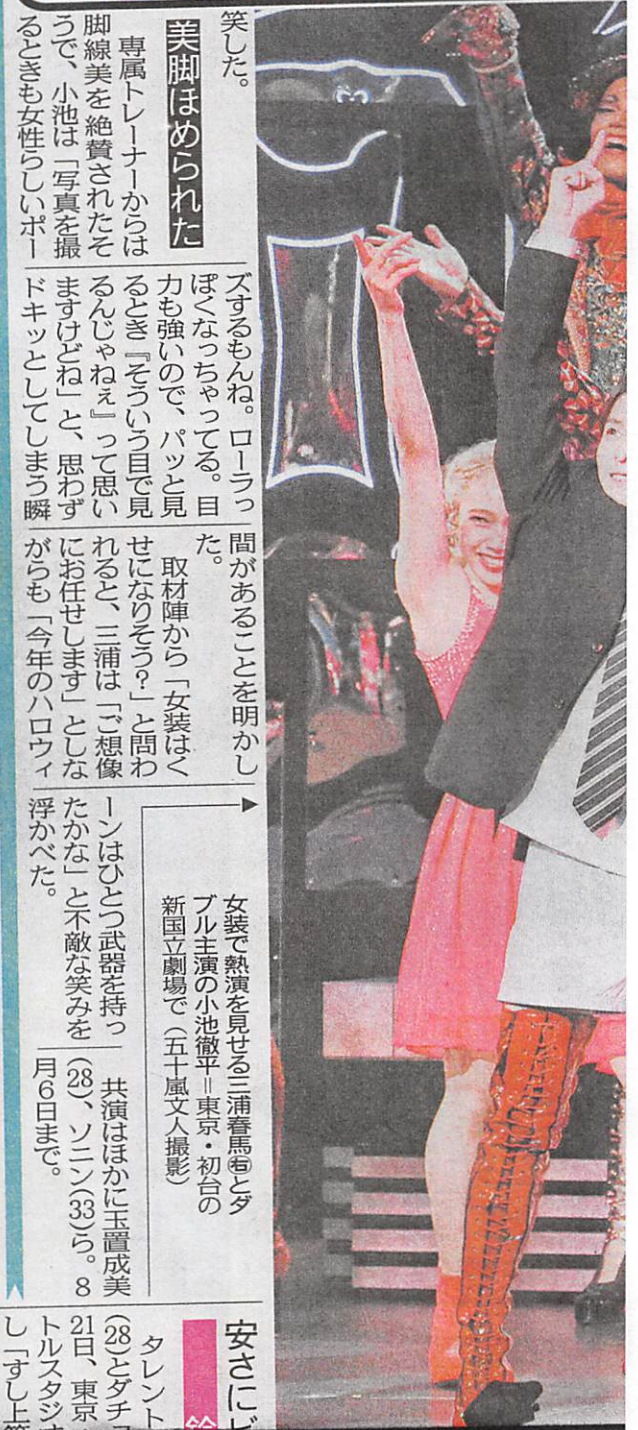 笑した。
美脚ほめられた
専属トレーナーからは
脚線美を絶賛されたそ
うで、小池は「写真を撮
るときも女性らしいポー
ズするもんね。ローラっ
ぽくなっちゃってる。目
力も強いので、パッと見
るとき『そういう目で見
るんじゃねぇ』って思い
ますけどね」と、思わず
ドキッとしてしまう瞬
間があることを明かし
た。
取材陣から「女装はく
せになりそう？」と問わ
れると、三浦は「ご想像
にお任せします」としな
がらも「今年のハロウィ
ーンはひとつ武器を持っ
たかな」と不敵な笑みを
浮かべた。
共演はほかに玉置成美
(28)、ソニン(33)ら。8
月6日まで。
女装で熱演を見せる三浦春馬㊨とダ
ブル主演の小池徹平＝東京・初台の
新国立劇場で（五十嵐文人撮影）
安さにビ
タレント
(28)とダチョ
21日、東京
トルスタジオ
し「すし上等